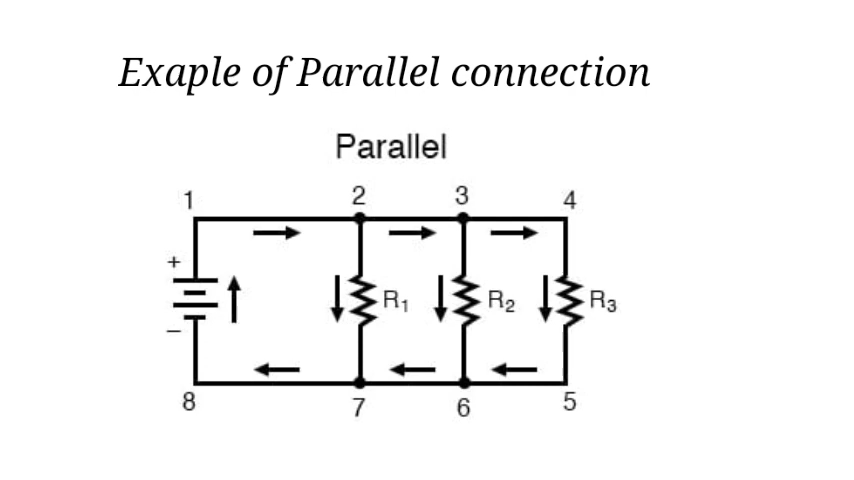 Exaple of Parallel connection
Parallel
1 2 3 4
+
R₁ R₂ R₃
–
8 7 6 5